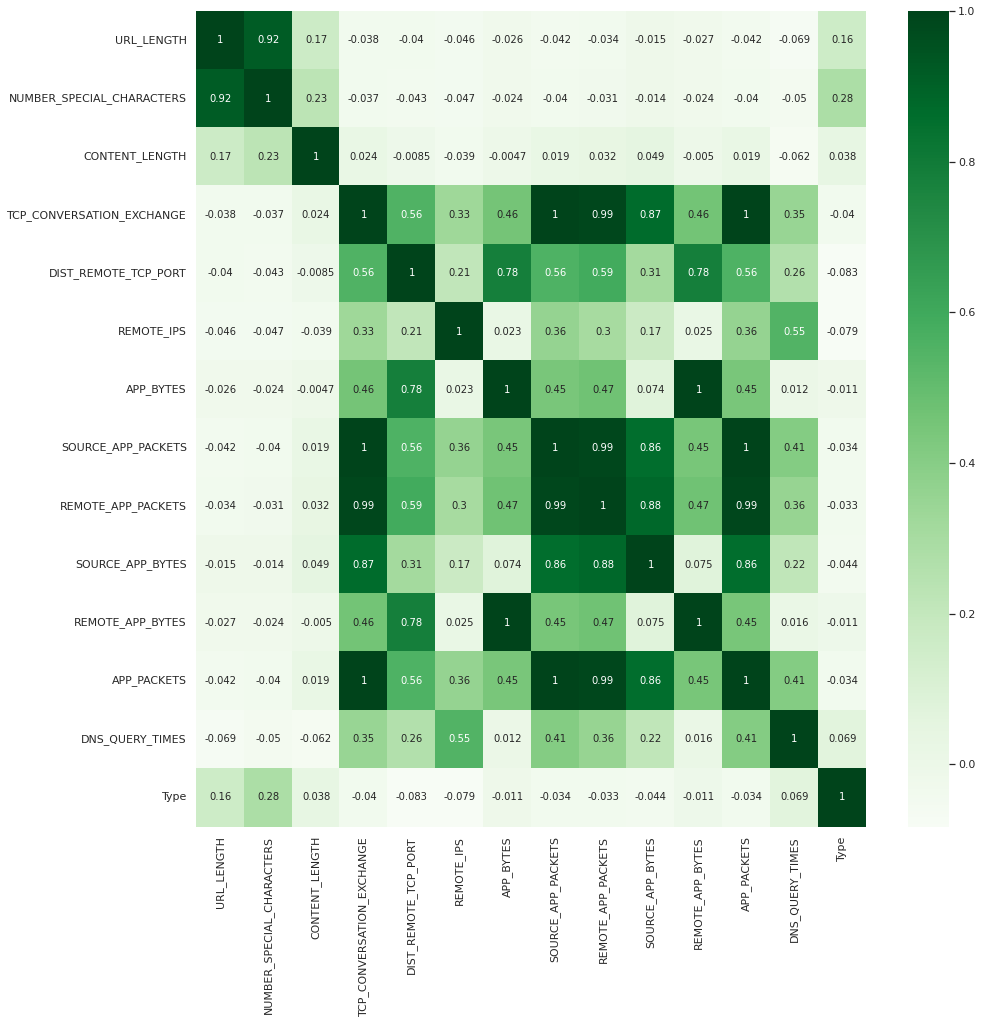 URL_LENGTH 1 0.92 0.17 -0.038 -0.04 -0.046 -0.026 -0.042 -0.034 -0.015 -0.027 -0.042 -0.069 0.16
NUMBER_SPECIAL_CHARACTERS 0.92 1 0.23 -0.037 -0.043 -0.047 -0.024 -0.04 -0.031 -0.014 -0.024 -0.04 -0.05 0.28
CONTENT_LENGTH 0.17 0.23 1 0.024 -0.0085 -0.039 -0.0047 0.019 0.032 0.049 -0.005 0.019 -0.062 0.038
TCP_CONVERSATION_EXCHANGE -0.038 -0.037 0.024 1 0.56 0.33 0.46 1 0.99 0.87 0.46 1 0.35 -0.04
DIST_REMOTE_TCP_PORT -0.04 -0.043 -0.0085 0.56 1 0.21 0.78 0.56 0.59 0.31 0.78 0.56 0.26 -0.083
REMOTE_IPS -0.046 -0.047 -0.039 0.33 0.21 1 0.023 0.36 0.3 0.17 0.025 0.36 0.55 -0.079
APP_BYTES -0.026 -0.024 -0.0047 0.46 0.78 0.023 1 0.45 0.47 0.074 1 0.45 0.012 -0.011
SOURCE_APP_PACKETS -0.042 -0.04 0.019 1 0.56 0.36 0.45 1 0.99 0.86 0.45 1 0.41 -0.034
REMOTE_APP_PACKETS -0.034 -0.031 0.032 0.99 0.59 0.3 0.47 0.99 1 0.88 0.47 0.99 0.36 -0.033
SOURCE_APP_BYTES -0.015 -0.014 0.049 0.87 0.31 0.17 0.074 0.86 0.88 1 0.075 0.86 0.22 -0.044
REMOTE_APP_BYTES -0.027 -0.024 -0.005 0.46 0.78 0.025 1 0.45 0.47 0.075 1 0.45 0.016 -0.011
APP_PACKETS -0.042 -0.04 0.019 1 0.56 0.36 0.45 1 0.99 0.86 0.45 1 0.41 -0.034
DNS_QUERY_TIMES -0.069 -0.05 -0.062 0.35 0.26 0.55 0.012 0.41 0.36 0.22 0.016 0.41 1 0.069
Type 0.16 0.28 0.038 -0.04 -0.083 -0.079 -0.011 -0.034 -0.033 -0.044 -0.011 -0.034 0.069 1
URL_LENGTH
NUMBER_SPECIAL_CHARACTERS
CONTENT_LENGTH
TCP_CONVERSATION_EXCHANGE
DIST_REMOTE_TCP_PORT
REMOTE_IPS
APP_BYTES
SOURCE_APP_PACKETS
REMOTE_APP_PACKETS
SOURCE_APP_BYTES
REMOTE_APP_BYTES
APP_PACKETS
DNS_QUERY_TIMES
Type
1.0
0.8
0.6
0.4
0.2
0.0